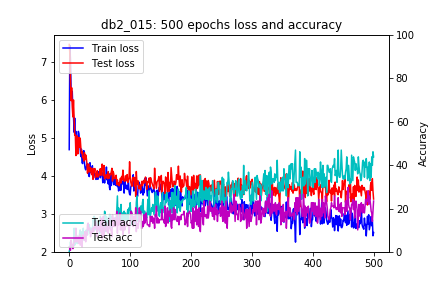 db2_015: 500 epochs loss and accuracy
Train loss
Test loss
Train acc
Test acc
Loss
7
6
5
4
3
2
Accuracy
100
80
60
40
20
0
0
100
200
300
400
500